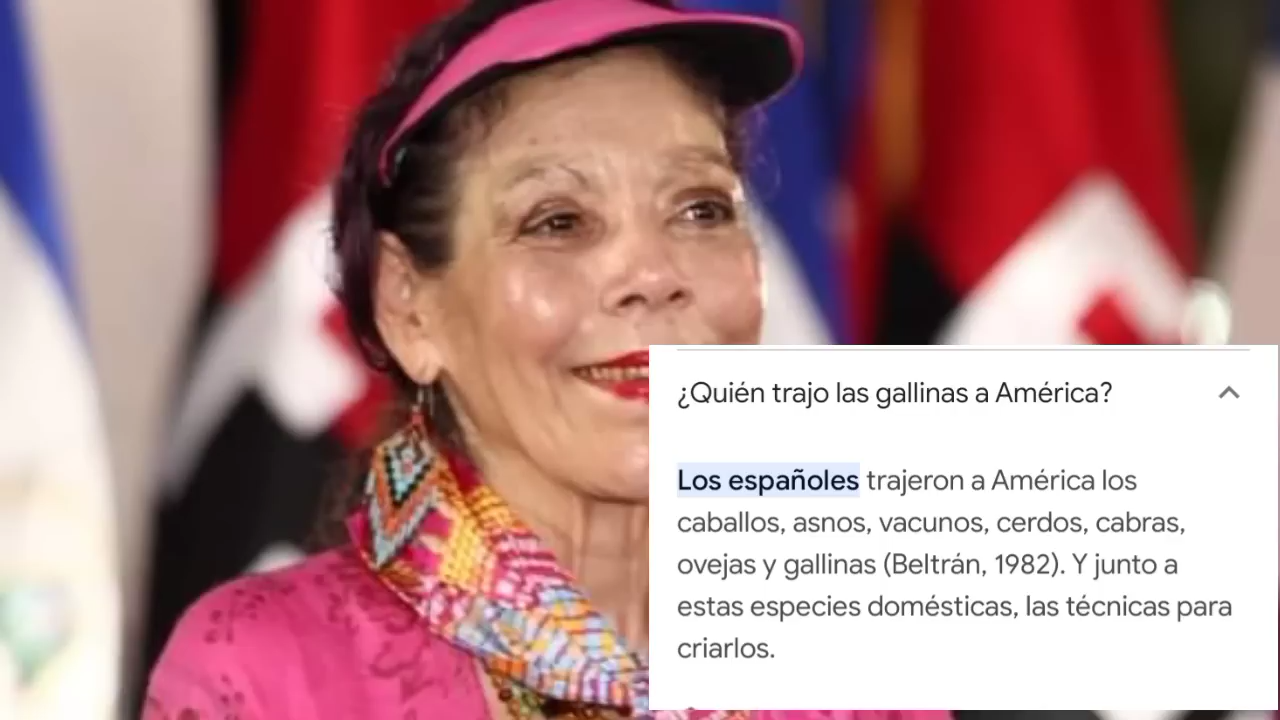 ¿Quién trajo las gallinas a América?
Los españoles trajeron a América los
caballos, asnos, vacunos, cerdos, cabras,
ovejas y gallinas (Beltrán, 1982). Y junto a
estas especies domésticas, las técnicas para
criarlos.